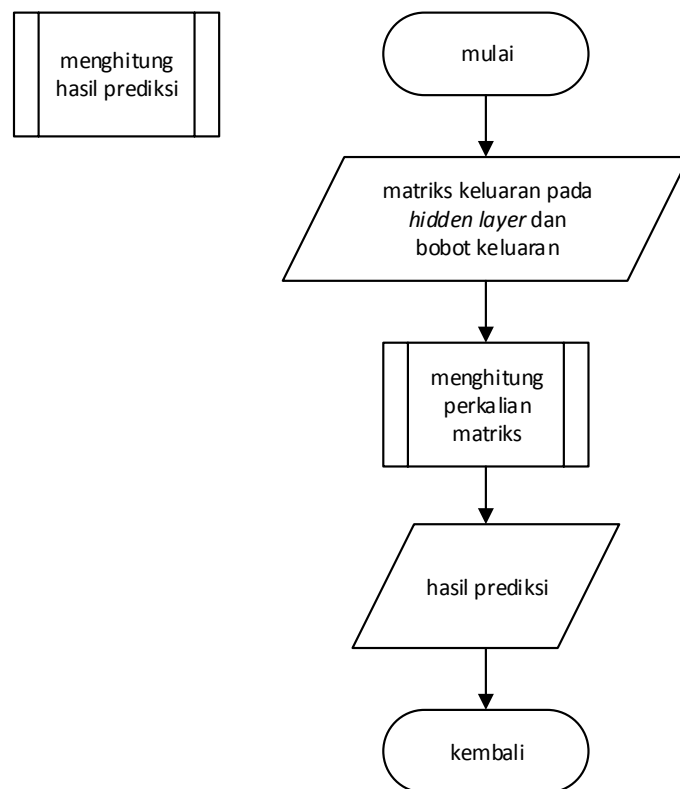 menghitung
hasil prediksi
mulai
matriks keluaran pada
hidden layer dan
bobot keluaran
menghitung
perkalian
matriks
hasil prediksi
kembali